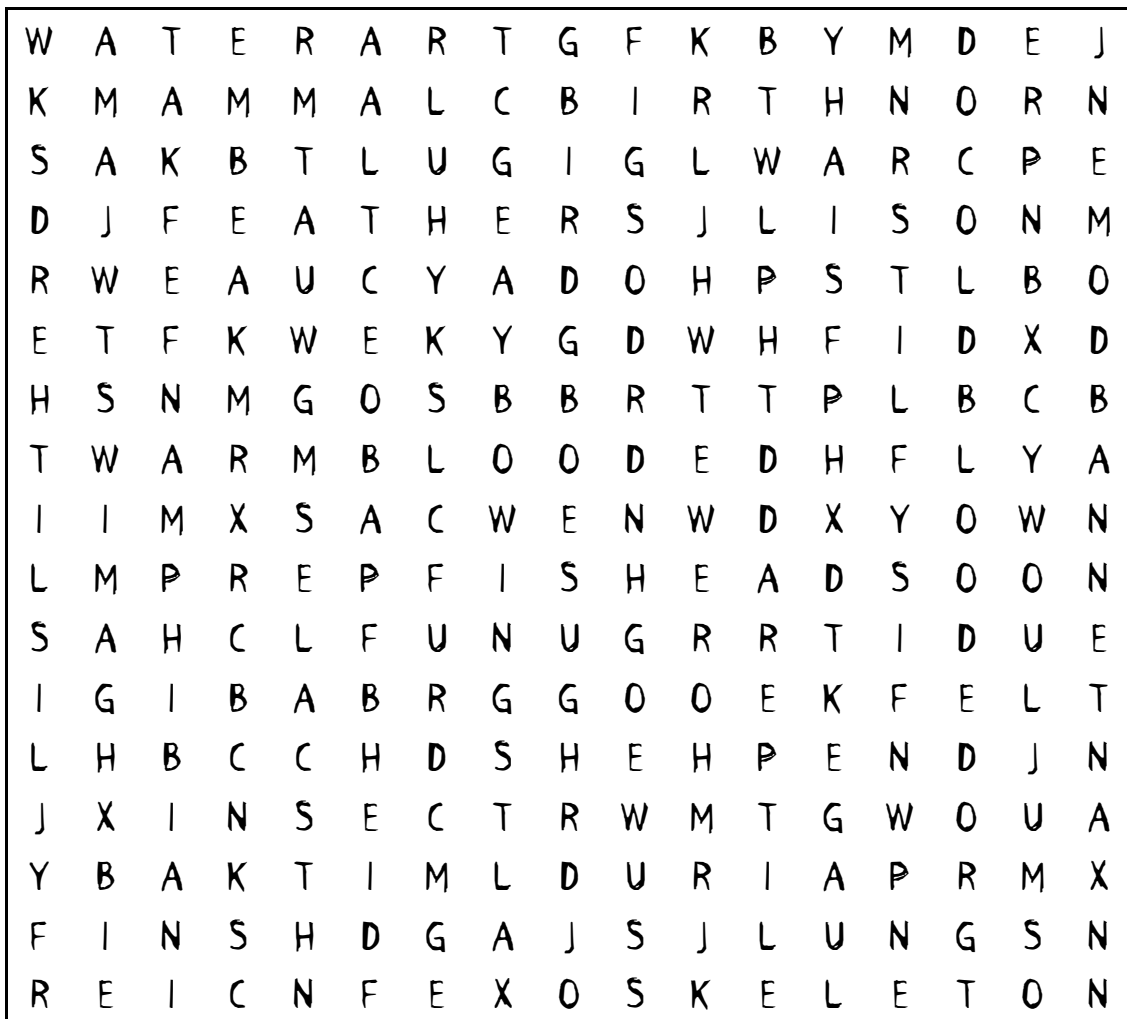 W A T E R A R T G F K B Y M D E J
K M A M M A L C B I R T H N O R N
S A K B T L U G I G L W A R C P E
D J F E A T H E R S J L I S O N M
R W E A U C Y A D O H P S T L B O
E T F K W E K Y G D W H F I D X D
H S N M G O S B B R T T P L B C B
T W A R M B L O O D E D H F L Y A
I I M X S A C W E N W D X Y O W N
L M P R E P F I S H E A D S O O N
S A H C L F U N U G R R T I D U E
I G I B A B R G G O O E K F E L T
L H B C C H D S H E H P E N D J N
J X I N S E C T R W M T G W O U A
Y B A K T I M L D U R I A P R M X
F I N S H D G A J S J L U N G S N
R E I C N F E X O S K E L E T O N